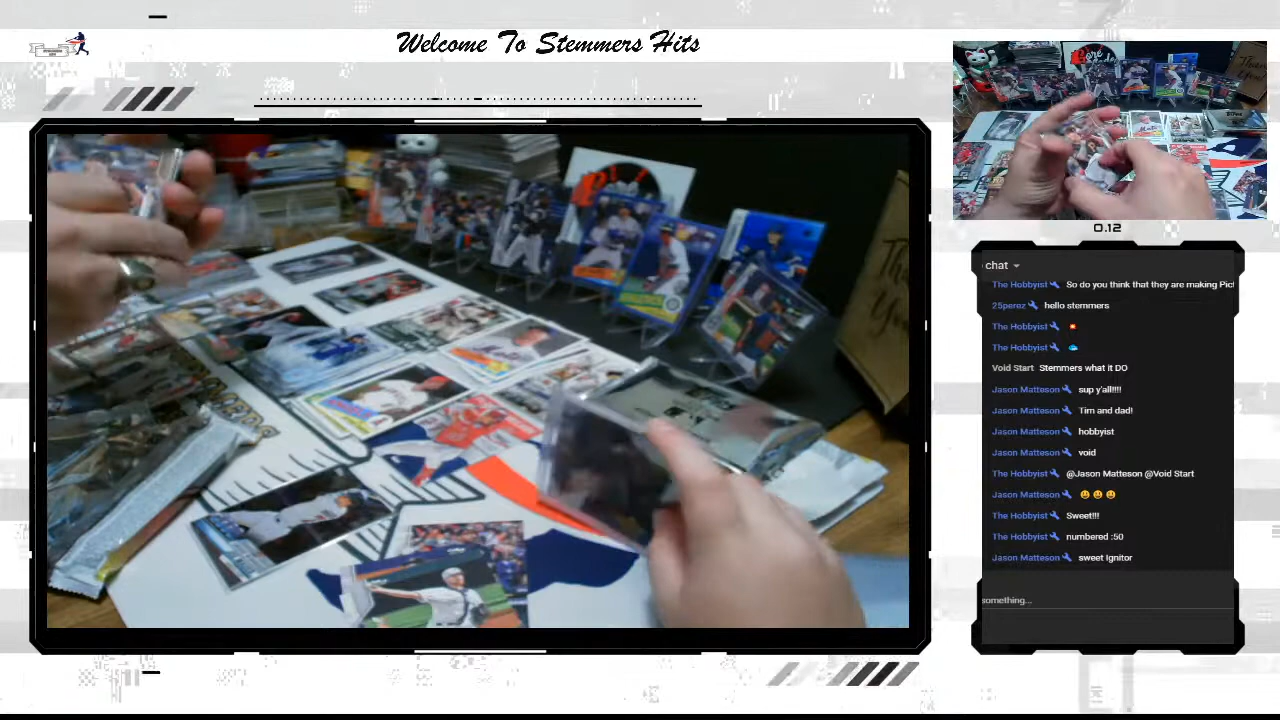 Welcome To Stemmers Hits
0.12
chat
The Hobbyist So do you think that they are making Pic
25perez hello stemmers
The Hobbyist
The Hobbyist
Void Start Stemmers what it DO
Jason Matteson sup y'all!!!!
Jason Matteson Tim and dad!
Jason Matteson hobbyist
Jason Matteson void
The Hobbyist @Jason Matteson @Void Start
Jason Matteson
The Hobbyist Sweet!!!
The Hobbyist numbered :50
Jason Matteson sweet Ignitor
something...